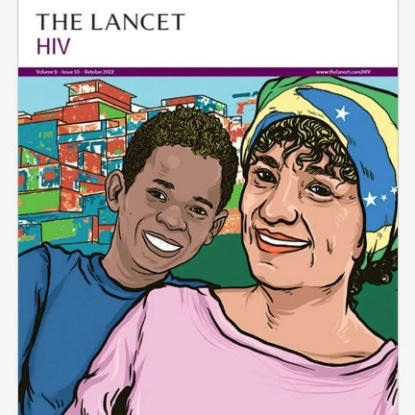 THE LANCET
HIV
Volume 9 · Issue 10 · October 2022
www.thelancet.com/HIV